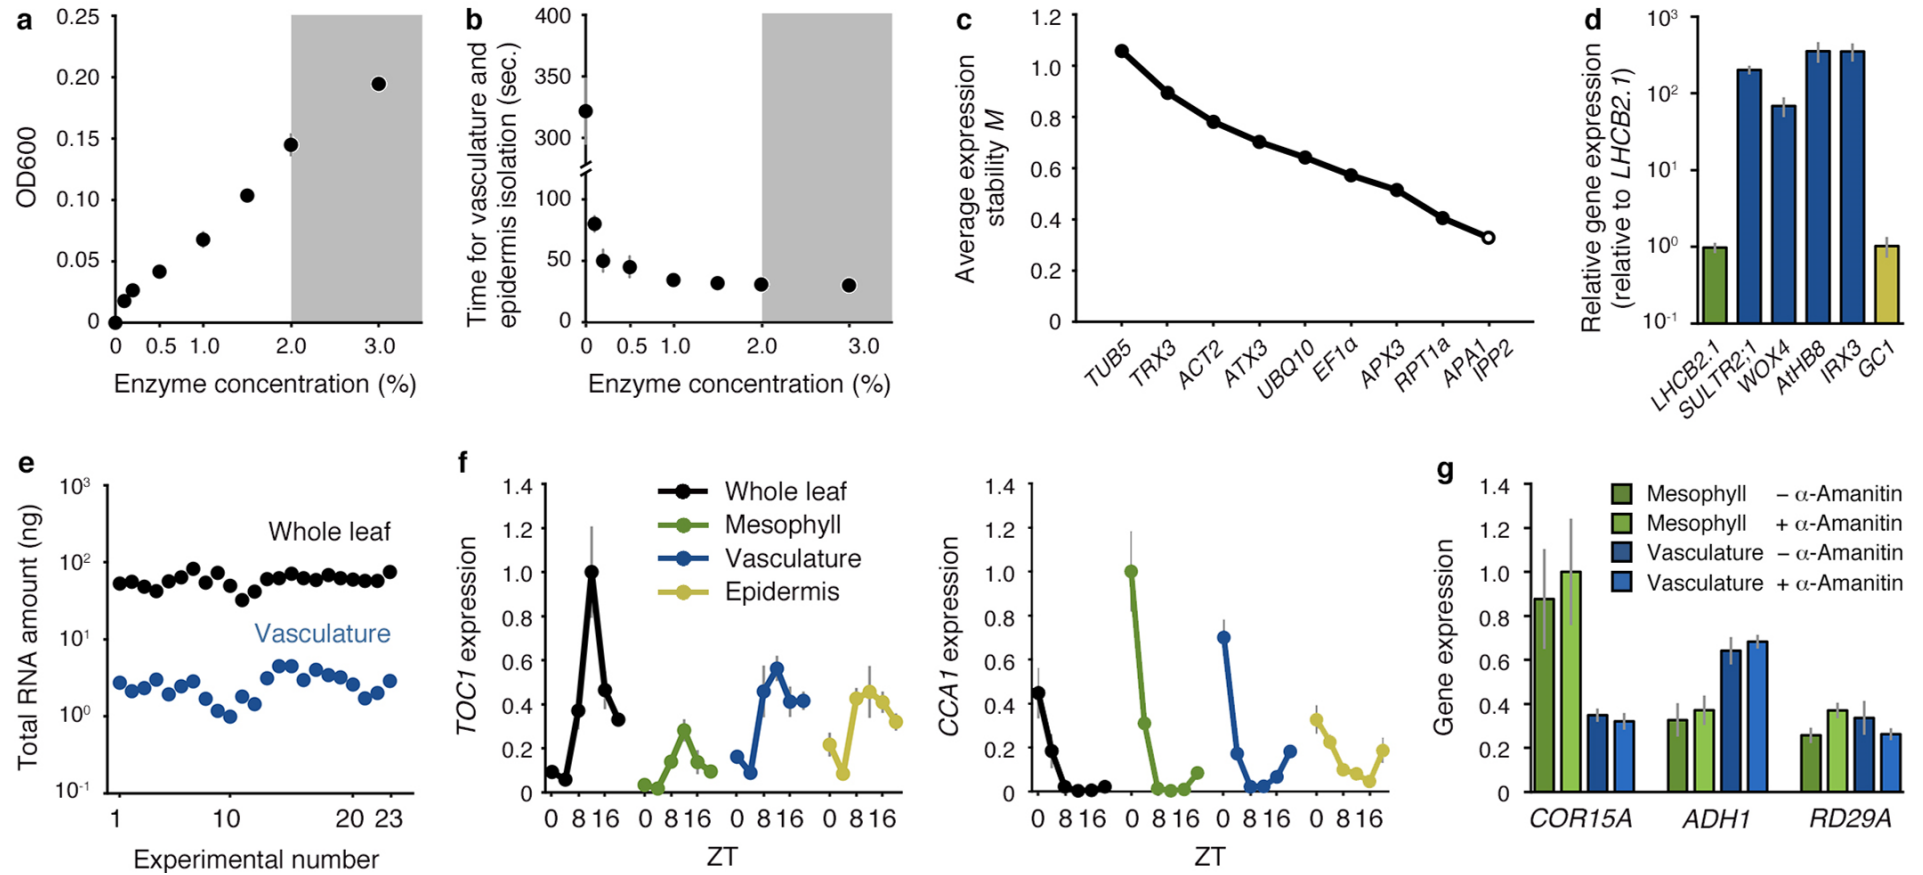 a
0.25
0.20
0.15
0.10
0.05
0
OD600
0 0.5 1.0 2.0 3.0
Enzyme concentration (%)
b
400
350
300
100
50
0
Time for vasculature and
epidermis isolation (sec.)
0 0.5 1.0 2.0 3.0
Enzyme concentration (%)
c
1.2
1.0
0.8
0.6
0.4
0.2
0
Average expression
stability M
TUB5
TRX3
ACT2
ATX3
UBQ10
EF1α
APX3
RPT1a
APA1
IPP2
d
10³
10²
10¹
10⁰
10⁻¹
Relative gene expression
(relative to LHCB2.1)
LHCB2.1
SULTR2;1
WOX4
AtHB8
IRX3
GC1
e
10³
10²
10¹
10⁰
10⁻¹
Total RNA amount (ng)
Whole leaf
Vasculature
1 10 20 23
Experimental number
f
1.4
1.2
1.0
0.8
0.6
0.4
0.2
0
TOC1 expression
Whole leaf
Mesophyll
Vasculature
Epidermis
0 8 16 0 8 16 0 8 16 0 8 16
ZT
1.4
1.2
1.0
0.8
0.6
0.4
0.2
0
CCA1 expression
0 8 16 0 8 16 0 8 16 0 8 16
ZT
g
1.4
1.2
1.0
0.8
0.6
0.4
0.2
0
Gene expression
Mesophyll – α-Amanitin
Mesophyll + α-Amanitin
Vasculature – α-Amanitin
Vasculature + α-Amanitin
COR15A ADH1 RD29A